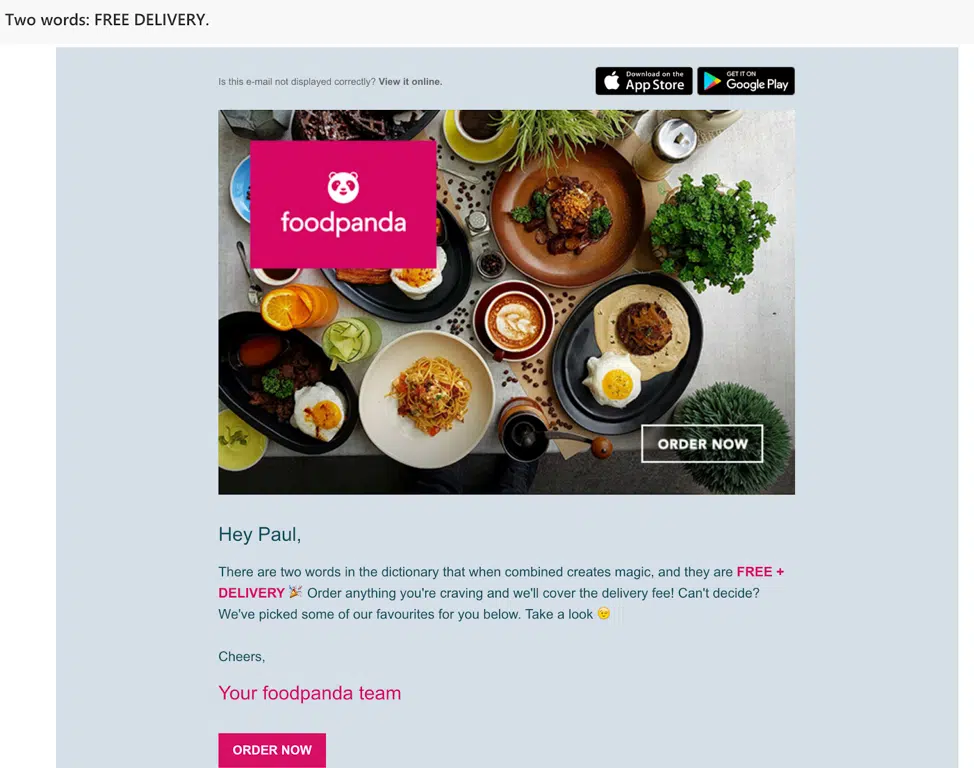 Two words: FREE DELIVERY.
Is this e-mail not displayed correctly? View it online.
Download on the
App Store
GET IT ON
Google Play
foodpanda
ORDER NOW
Hey Paul,
There are two words in the dictionary that when combined creates magic, and they are FREE +
DELIVERY 🎉 Order anything you're craving and we'll cover the delivery fee! Can't decide?
We've picked some of our favourites for you below. Take a look 😉
Cheers,
Your foodpanda team
ORDER NOW